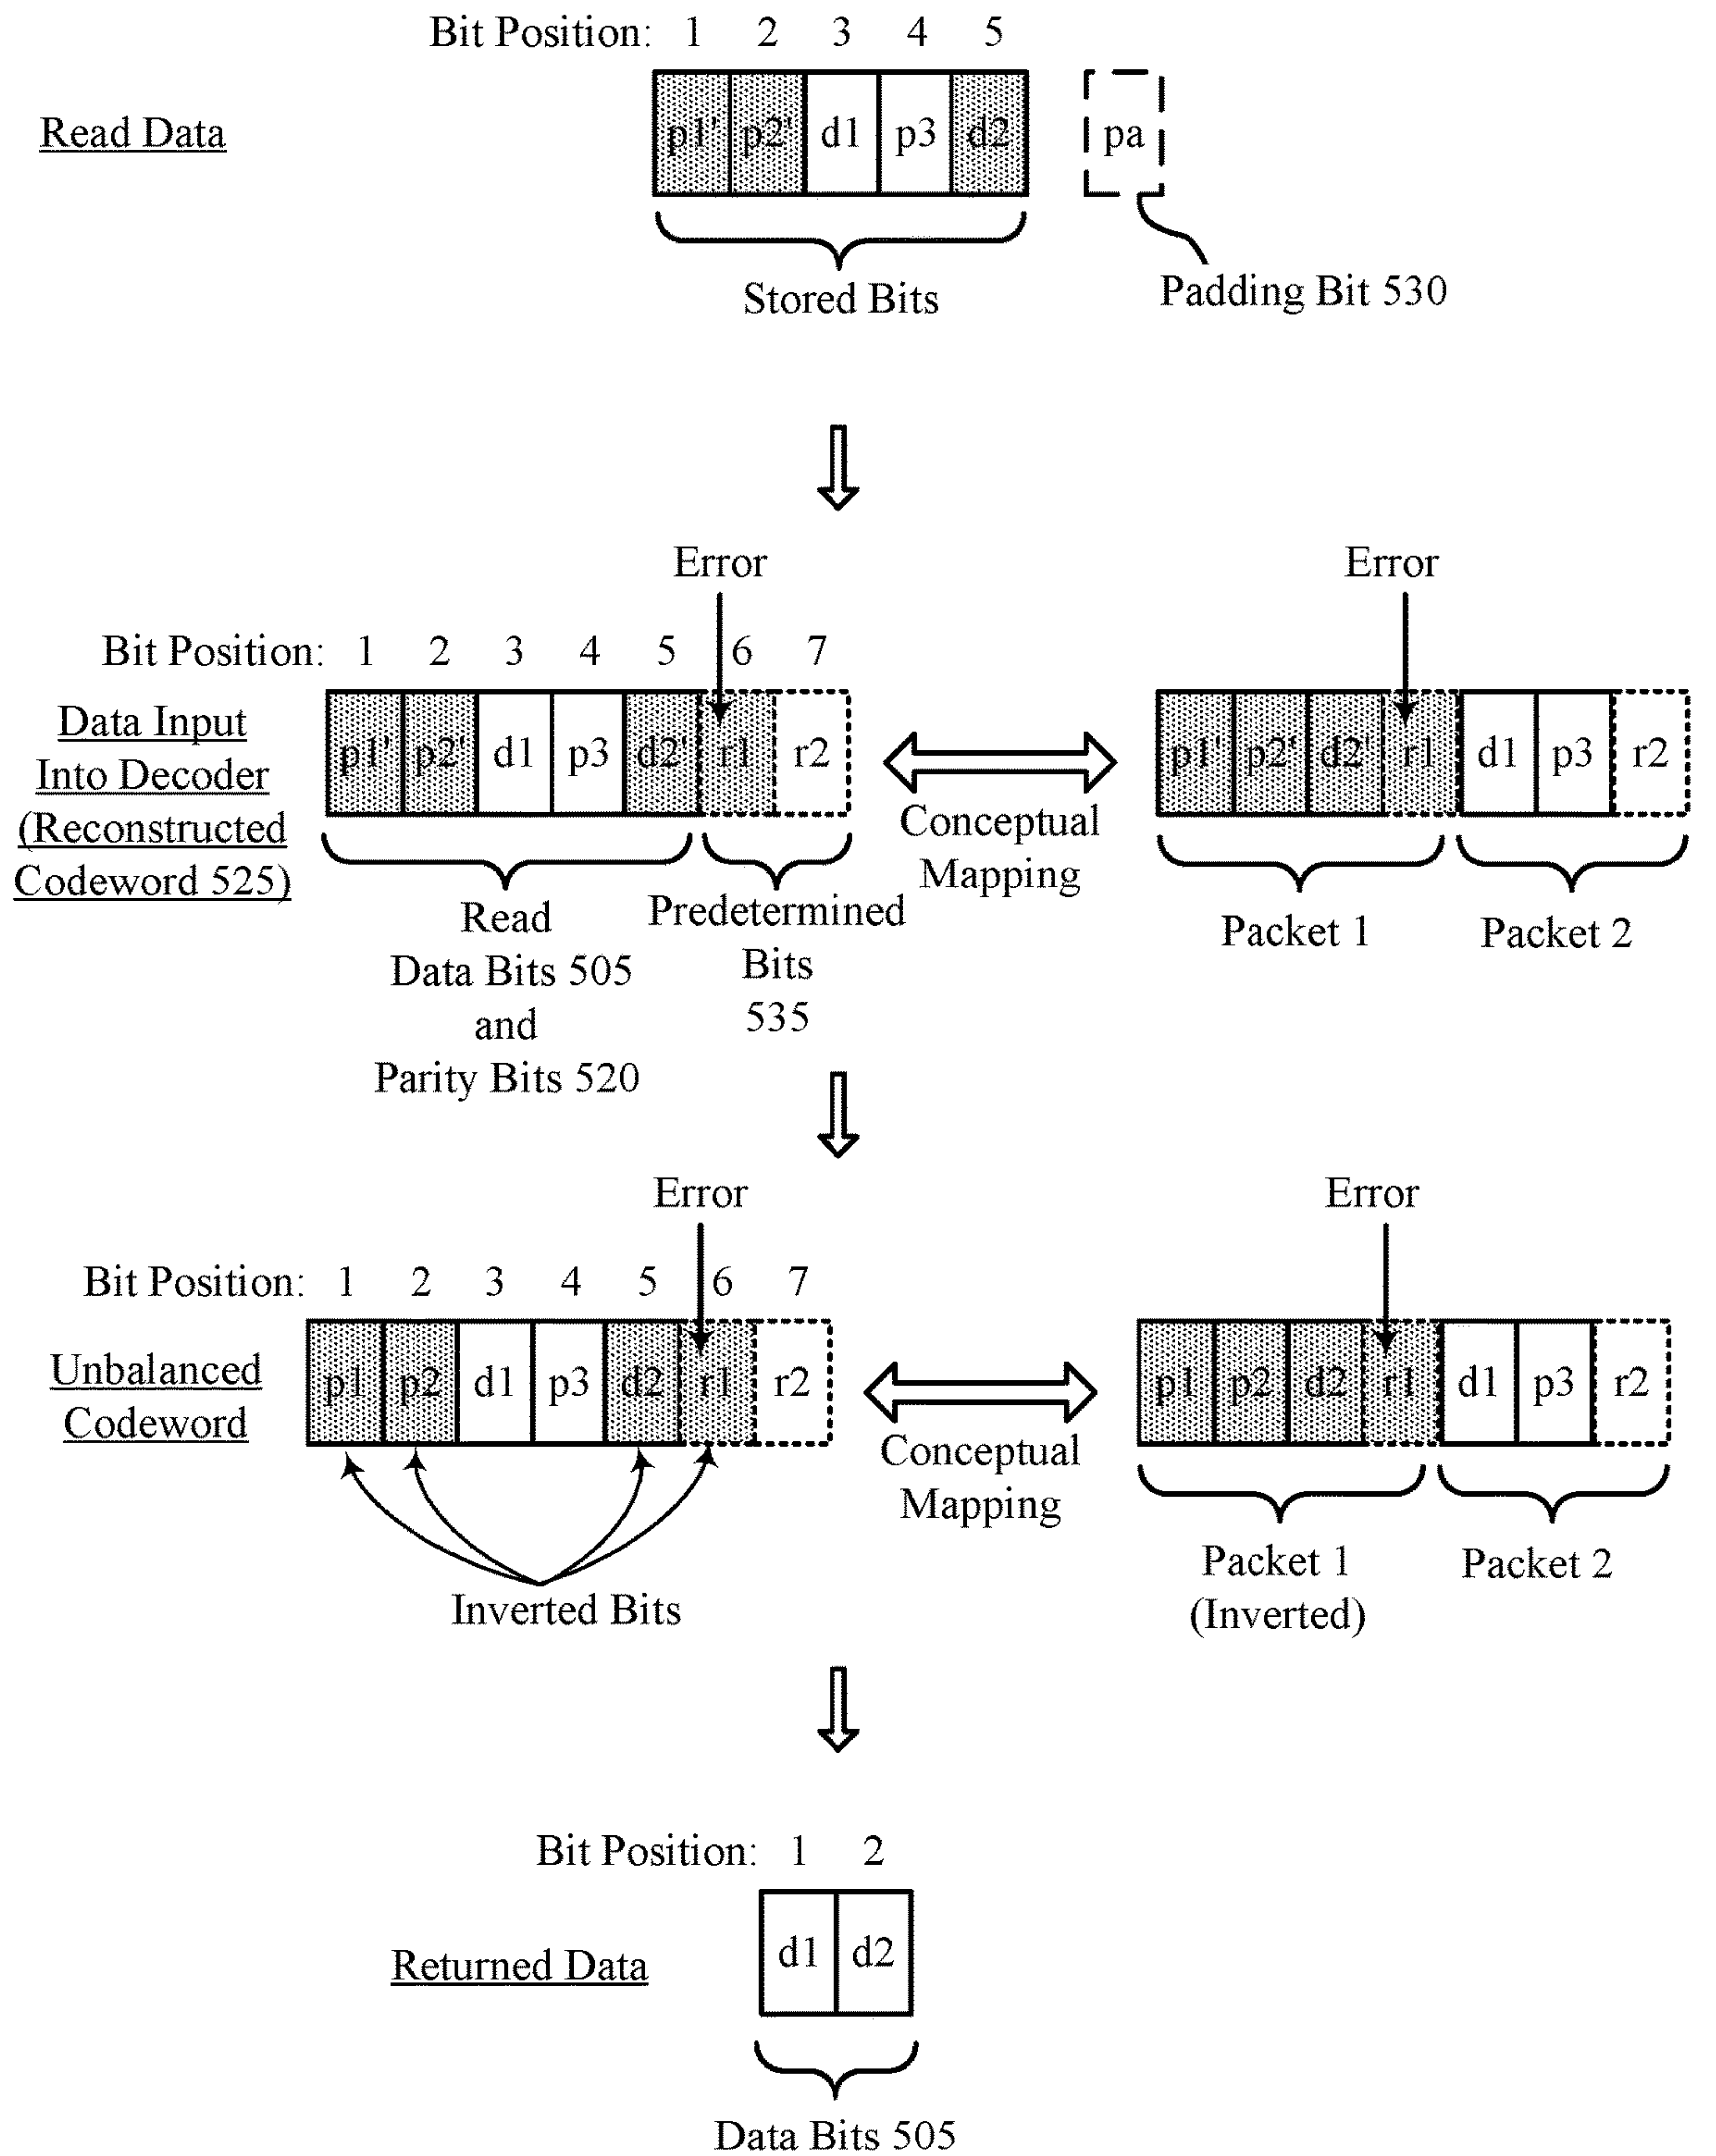 Bit Position: 1 2 3 4 5
Read Data
p1' p2' d1 p3 d2 pa
Stored Bits
Padding Bit 530
Error Error
Bit Position: 1 2 3 4 5 6 7
Data Input
Into Decoder
(Reconstructed
Codeword 525)
p1' p2' d1 p3 d2' r1 r2
Conceptual
Mapping
p1' p2' d2' r1 d1 p3 r2
Read
Data Bits 505
and
Parity Bits 520
Predetermined
Bits
535
Packet 1 Packet 2
Error Error
Bit Position: 1 2 3 4 5 6 7
Unbalanced
Codeword
p1 p2 d1 p3 d2 r1 r2
Conceptual
Mapping
p1 p2 d2 r1 d1 p3 r2
Inverted Bits
Packet 1
(Inverted)
Packet 2
Bit Position: 1 2
Returned Data
d1 d2
Data Bits 505